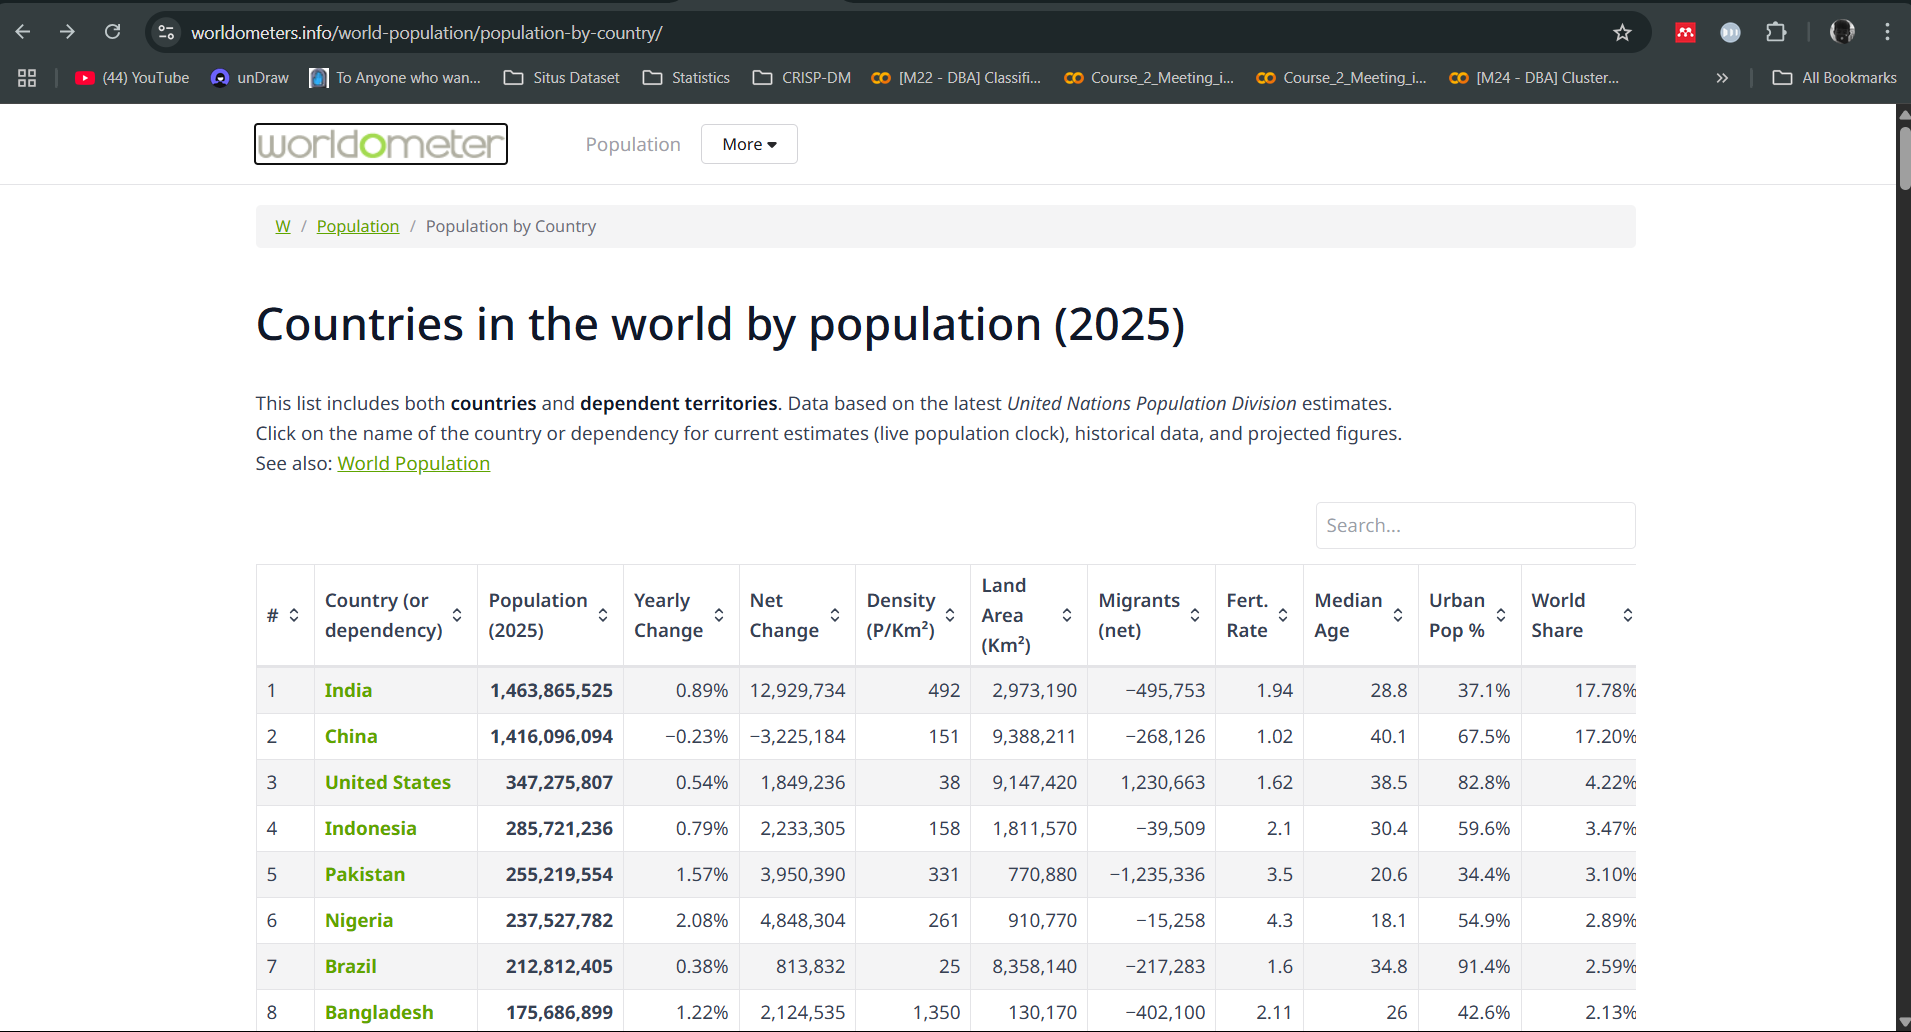 worldometers.info/world-population/population-by-country/
(44) YouTube unDraw To Anyone who wan... Situs Dataset Statistics CRISP-DM [M22 - DBA] Classifi... Course_2_Meeting_i... Course_2_Meeting_i... [M24 - DBA] Cluster... » All Bookmarks
worldometer Population More
W / Population / Population by Country
Countries in the world by population (2025)
This list includes both countries and dependent territories. Data based on the latest United Nations Population Division estimates.
Click on the name of the country or dependency for current estimates (live population clock), historical data, and projected figures.
See also: World Population
Search...
# Country (or dependency) Population (2025) Yearly Change Net Change Density (P/Km²) Land Area (Km²) Migrants (net) Fert. Rate Median Age Urban Pop % World Share
1 India 1,463,865,525 0.89% 12,929,734 492 2,973,190 −495,753 1.94 28.8 37.1% 17.78%
2 China 1,416,096,094 −0.23% −3,225,184 151 9,388,211 −268,126 1.02 40.1 67.5% 17.20%
3 United States 347,275,807 0.54% 1,849,236 38 9,147,420 1,230,663 1.62 38.5 82.8% 4.22%
4 Indonesia 285,721,236 0.79% 2,233,305 158 1,811,570 −39,509 2.1 30.4 59.6% 3.47%
5 Pakistan 255,219,554 1.57% 3,950,390 331 770,880 −1,235,336 3.5 20.6 34.4% 3.10%
6 Nigeria 237,527,782 2.08% 4,848,304 261 910,770 −15,258 4.3 18.1 54.9% 2.89%
7 Brazil 212,812,405 0.38% 813,832 25 8,358,140 −217,283 1.6 34.8 91.4% 2.59%
8 Bangladesh 175,686,899 1.22% 2,124,535 1,350 130,170 −402,100 2.11 26 42.6% 2.13%